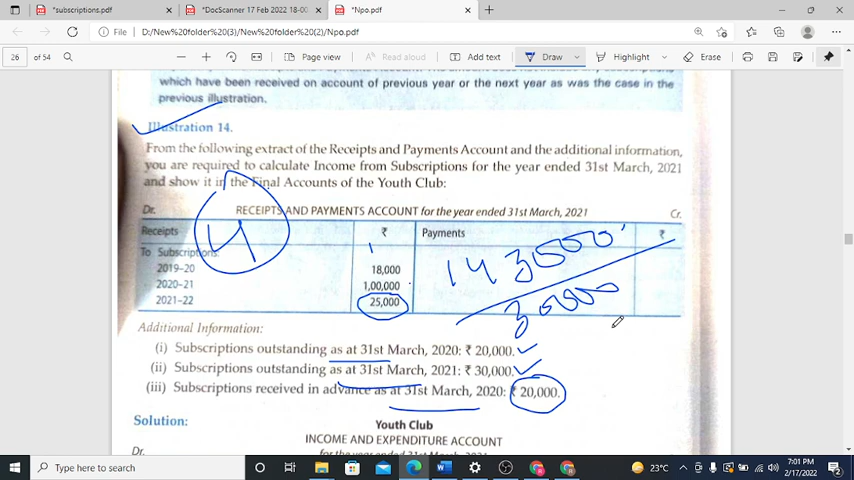 *subscriptions.pdf
*DocScanner 17 Feb 2022 18-00
*Npo.pdf
File D:/New%20folder%20(3)/New%20folder%20(2)/Npo.pdf
26 of 54 Page view Read aloud Add text Draw Highlight Erase
which have been received on account of previous year or the next year as was the case in the
previous illustration.
Illustration 14.
From the following extract of the Receipts and Payments Account and the additional information,
you are required to calculate Income from Subscriptions for the year ended 31st March, 2021
and show it in the Final Accounts of the Youth Club:
Dr. RECEIPTS AND PAYMENTS ACCOUNT for the year ended 31st March, 2021 Cr.
Receipts ₹ Payments ₹
To Subscriptions:
2019–20 18,000
2020–21 1,00,000
2021–22 25,000
4
143000
30000
Additional Information:
(i) Subscriptions outstanding as at 31st March, 2020: ₹ 20,000.
(ii) Subscriptions outstanding as at 31st March, 2021: ₹ 30,000.
(iii) Subscriptions received in advance as at 31st March, 2020: ₹ 20,000.
Solution: Youth Club
INCOME AND EXPENDITURE ACCOUNT
Dr.
Type here to search
23°C
7:01 PM
2/17/2022